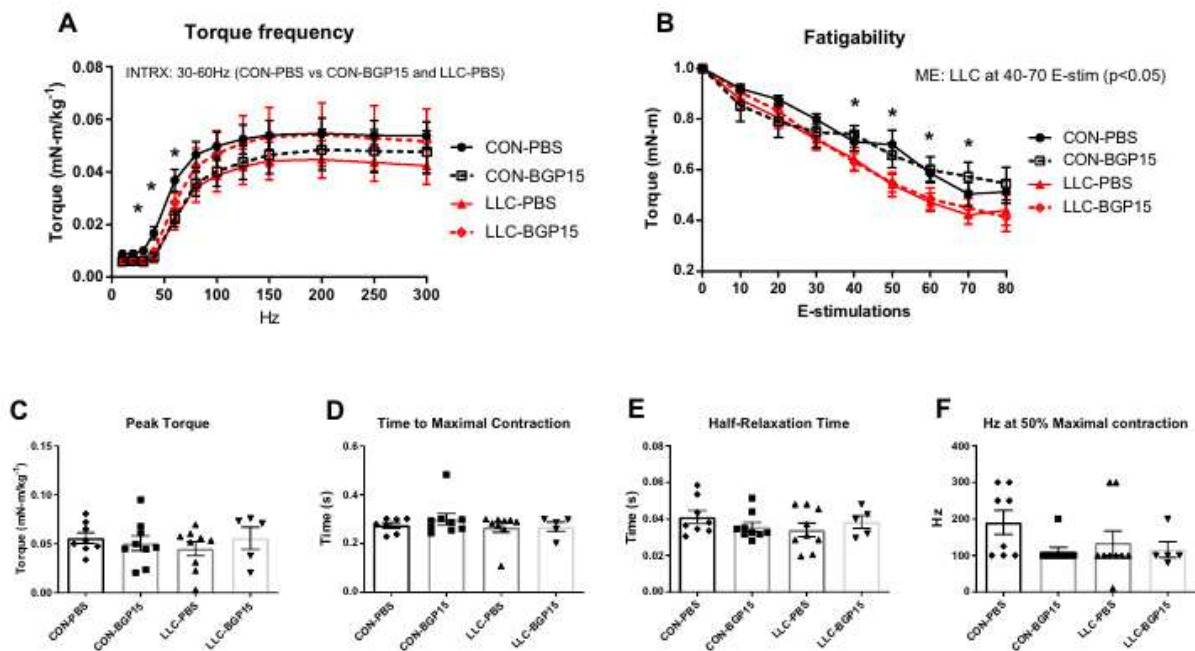 A
Torque frequency
INTRX: 30-60Hz (CON-PBS vs CON-BGP15 and LLC-PBS)
Torque (mN-m/kg-1)
0.08
0.06
0.04
0.02
0.00
*
*
*
0 50 100 150 200 250 300
Hz
CON-PBS
CON-BGP15
LLC-PBS
LLC-BGP15
B
Fatigability
ME: LLC at 40-70 E-stim (p<0.05)
Torque (mN-m)
1.0
0.8
0.6
0.4
0.2
* * * *
0 10 20 30 40 50 60 70 80
E-stimulations
CON-PBS
CON-BGP15
LLC-PBS
LLC-BGP15
C
Peak Torque
Torque (mN-m/kg-1)
0.15
0.10
0.05
0.00
CON-PBS
CON-BGP15
LLC-PBS
LLC-BGP15
D
Time to Maximal Contraction
Time (s)
0.6
0.4
0.2
0.0
CON-PBS
CON-BGP15
LLC-PBS
LLC-BGP15
E
Half-Relaxation Time
Time (s)
0.08
0.06
0.04
0.02
0.00
CON-PBS
CON-BGP15
LLC-PBS
LLC-BGP15
F
Hz at 50% Maximal contraction
Hz
400
300
200
100
0
CON-PBS
CON-BGP15
LLC-PBS
LLC-BGP15